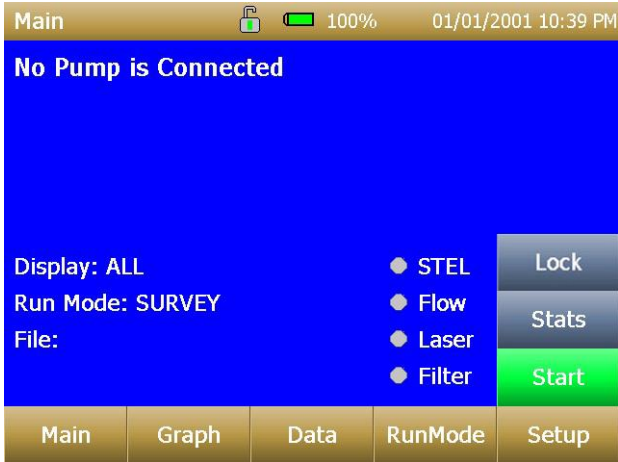 Main 100% 01/01/2001 10:39 PM
No Pump is Connected
Display: ALL
Run Mode: SURVEY
File:
STEL
Flow
Laser
Filter
Lock
Stats
Start
Main Graph Data RunMode Setup